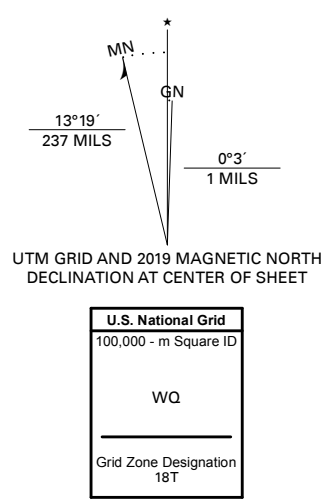 ★
MN
GN
13°19´
237 MILS
0°3´
1 MILS
UTM GRID AND 2019 MAGNETIC NORTH
DECLINATION AT CENTER OF SHEET
U.S. National Grid
100,000 - m Square ID
WQ
Grid Zone Designation
18T